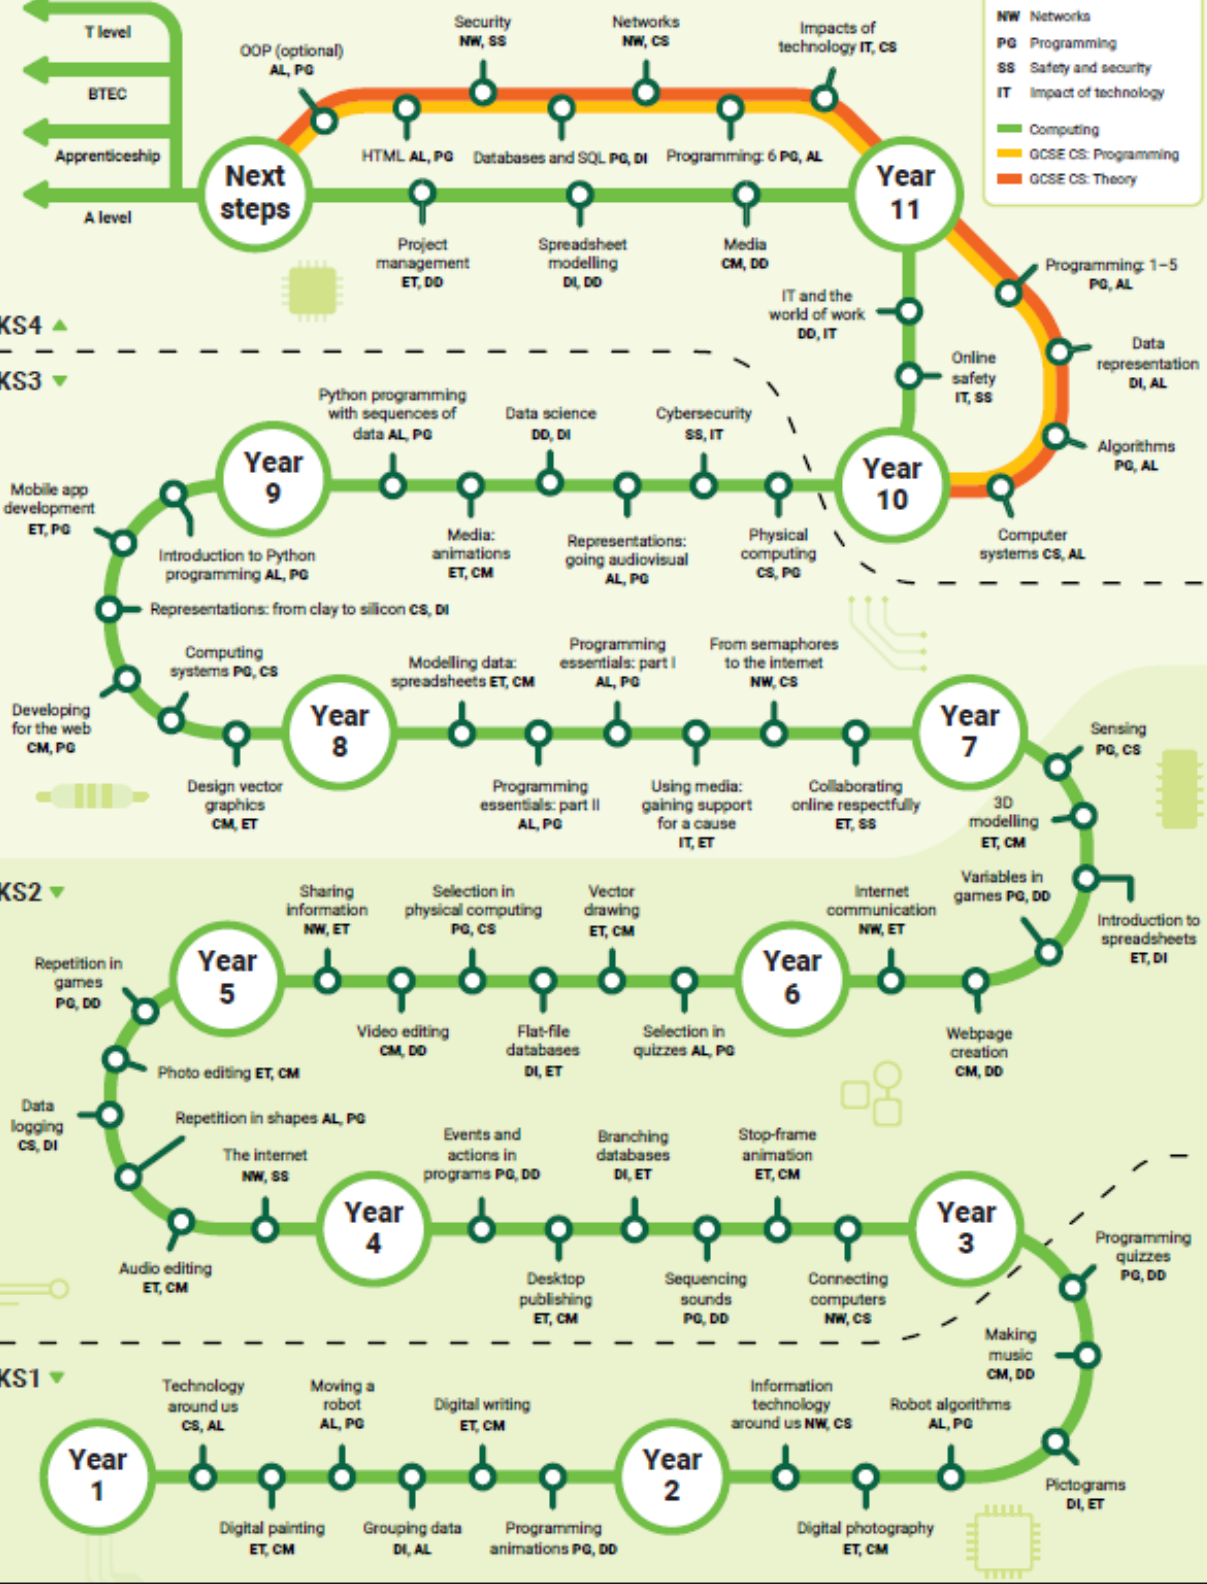 T level
BTEC
Apprenticeship
A level
Next
steps
OOP (optional)
AL, PG
Security
NW, SS
Networks
NW, CS
Impacts of
technology IT, CS
HTML AL, PG
Databases and SQL PG, DI
Programming: 6 PG, AL
Year
11
NW Networks
PG Programming
SS Safety and security
IT Impact of technology
Computing
GCSE CS: Programming
GCSE CS: Theory
Project
management
ET, DD
Spreadsheet
modelling
DI, DD
Media
CM, DD
IT and the
world of work
DD, IT
Online
safety
IT, SS
Programming: 1–5
PG, AL
Data
representation
DI, AL
Algorithms
PG, AL
Computer
systems CS, AL
KS4
KS3
Year
10
Python programming
with sequences of
data AL, PG
Data science
DD, DI
Cybersecurity
SS, IT
Year
9
Media:
animations
ET, CM
Representations:
going audiovisual
AL, PG
Physical
computing
CS, PG
Mobile app
development
ET, PG
Introduction to Python
programming AL, PG
Representations: from clay to silicon CS, DI
Computing
systems PG, CS
Developing
for the web
CM, PG
Design vector
graphics
CM, ET
Year
8
Modelling data:
spreadsheets ET, CM
Programming
essentials: part I
AL, PG
From semaphores
to the internet
NW, CS
Programming
essentials: part II
AL, PG
Using media:
gaining support
for a cause
IT, ET
Collaborating
online respectfully
ET, SS
Year
7
Sensing
PG, CS
3D
modelling
ET, CM
Variables in
games PG, DD
Introduction to
spreadsheets
ET, DI
KS2
Sharing
information
NW, ET
Selection in
physical computing
PG, CS
Vector
drawing
ET, CM
Internet
communication
NW, ET
Year
5
Year
6
Video editing
CM, DD
Flat-file
databases
DI, ET
Selection in
quizzes AL, PG
Webpage
creation
CM, DD
Repetition in
games
PG, DD
Photo editing ET, CM
Data
logging
CS, DI
Repetition in shapes AL, PG
The internet
NW, SS
Audio editing
ET, CM
Year
4
Events and
actions in
programs PG, DD
Branching
databases
DI, ET
Stop-frame
animation
ET, CM
Desktop
publishing
ET, CM
Sequencing
sounds
PG, DD
Connecting
computers
NW, CS
Year
3
Programming
quizzes
PG, DD
Making
music
CM, DD
Pictograms
DI, ET
KS1
Technology
around us
CS, AL
Moving a
robot
AL, PG
Digital writing
ET, CM
Information
technology
around us NW, CS
Robot algorithms
AL, PG
Year
1
Year
2
Digital painting
ET, CM
Grouping data
DI, AL
Programming
animations PG, DD
Digital photography
ET, CM